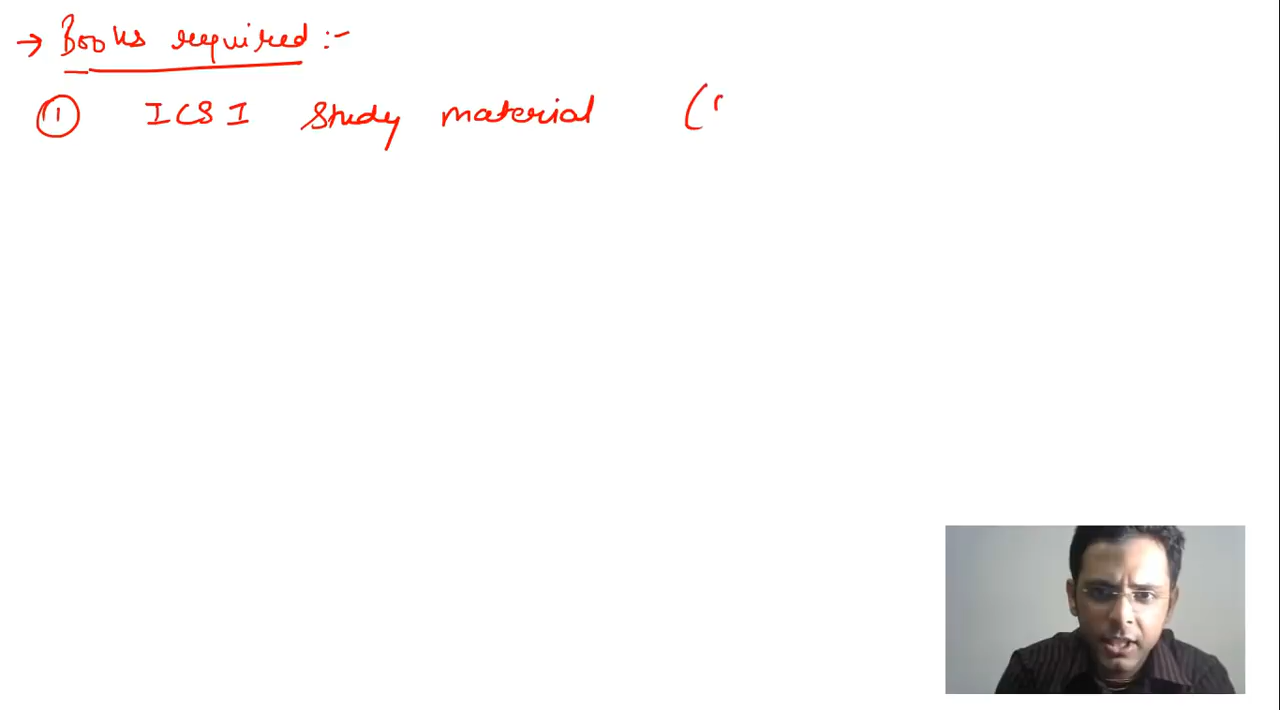 → Books required :-
① ICSI Study material (